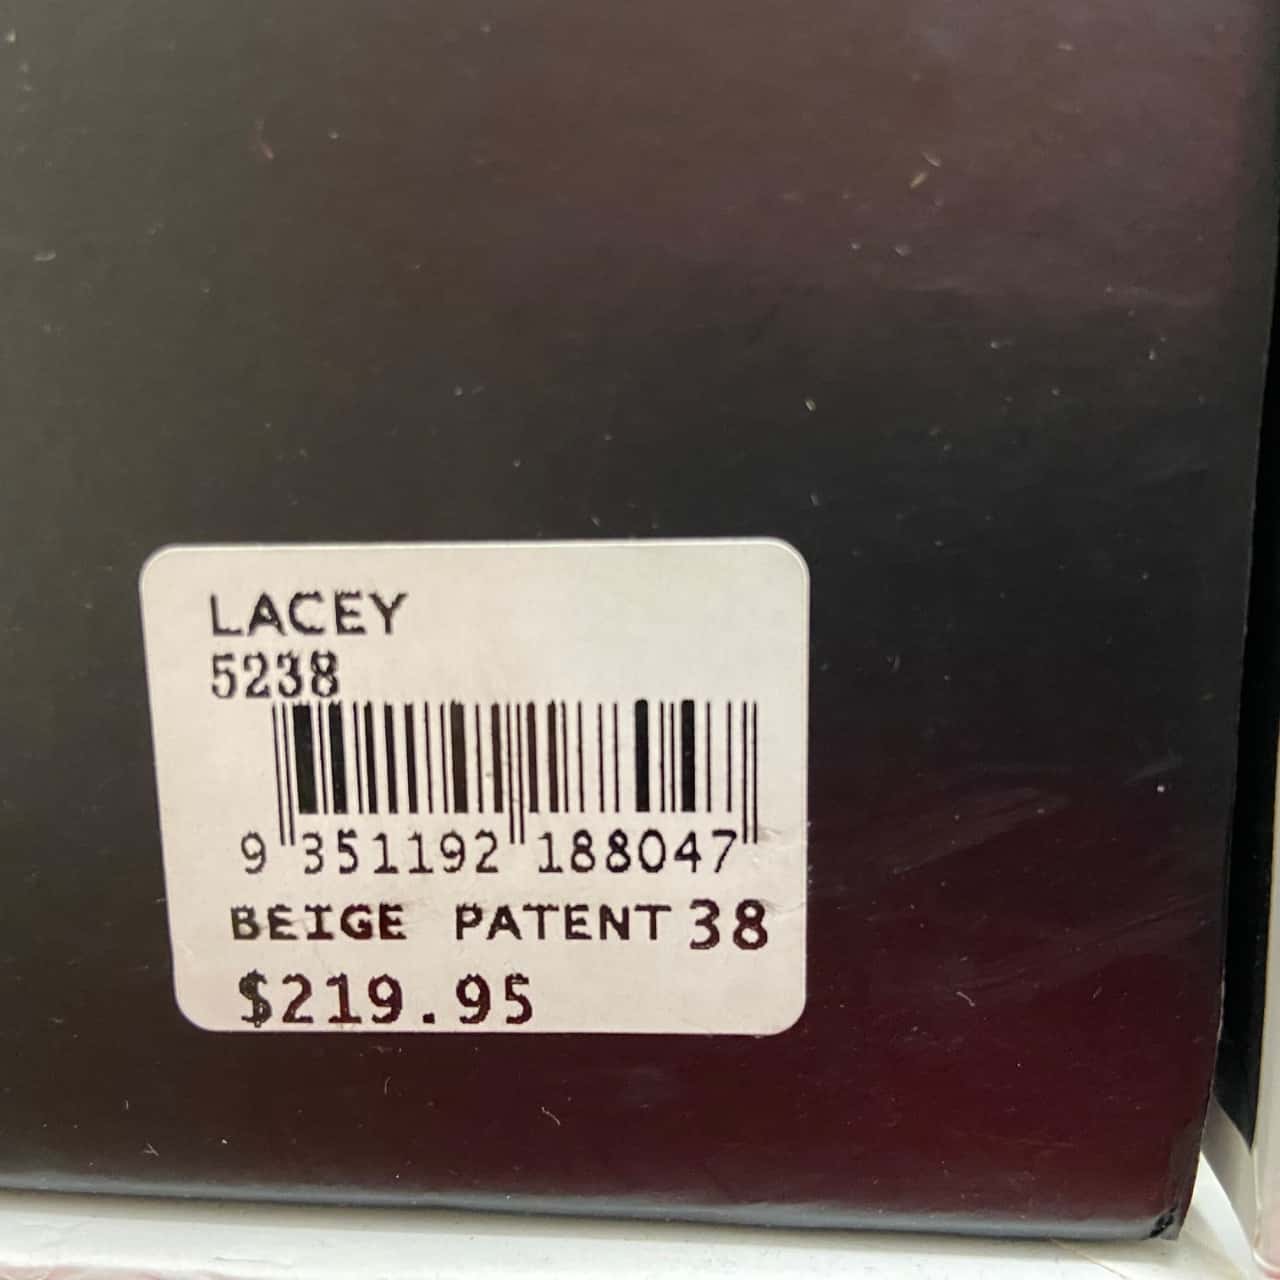 LACEY
5238
9 351192 188047
BEIGE PATENT 38
$219.95